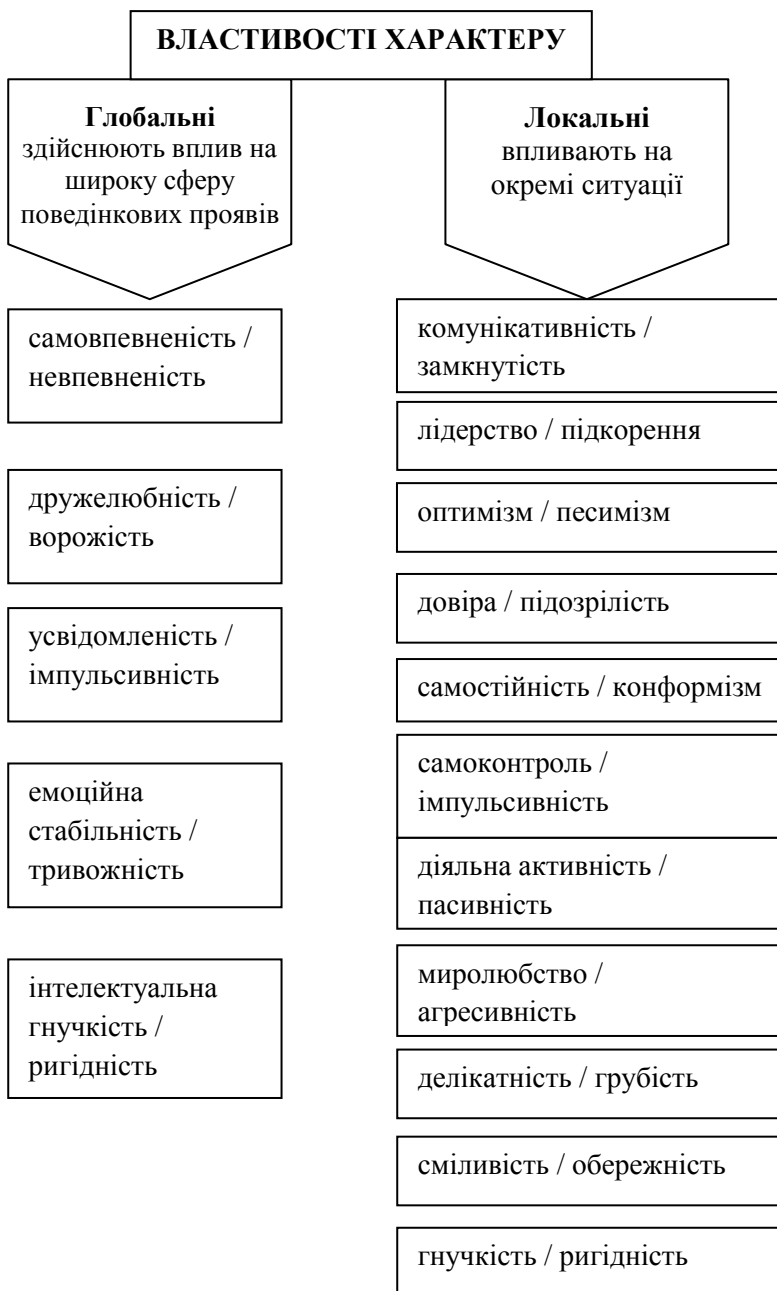 ВЛАСТИВОСТІ ХАРАКТЕРУ
Глобальні
здійснюють вплив на
широку сферу
поведінкових проявів
самовпевненість /
невпевненість
дружелюбність /
ворожість
усвідомленість /
імпульсивність
емоційна
стабільність /
тривожність
інтелектуальна
гнучкість /
ригідність
Локальні
впливають на
окремі ситуації
комунікативність /
замкнутість
лідерство / підкорення
оптимізм / песимізм
довіра / підозрілість
самостійність / конформізм
самоконтроль /
імпульсивність
діяльна активність /
пасивність
миролюбство /
агресивність
делікатність / грубість
сміливість / обережність
гнучкість / ригідність